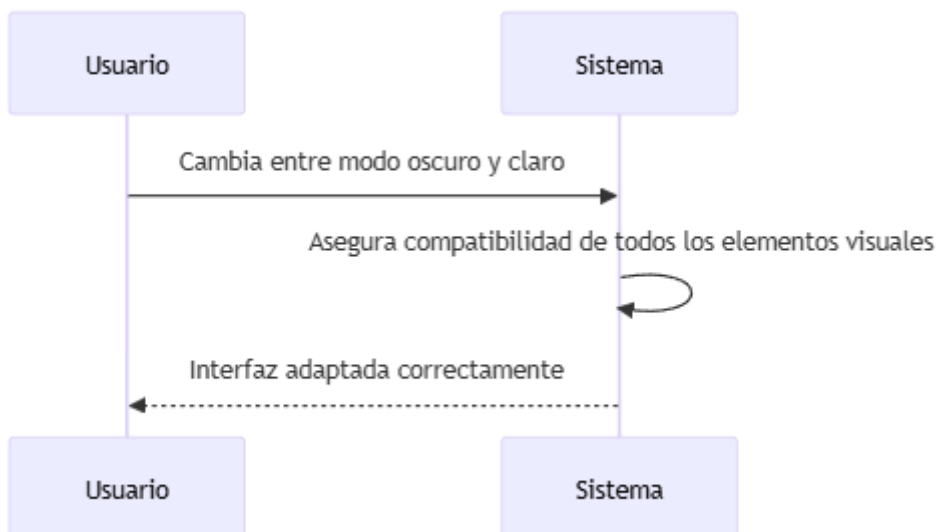 Usuario
Sistema
Cambia entre modo oscuro y claro
Asegura compatibilidad de todos los elementos visuales
Interfaz adaptada correctamente
Usuario
Sistema